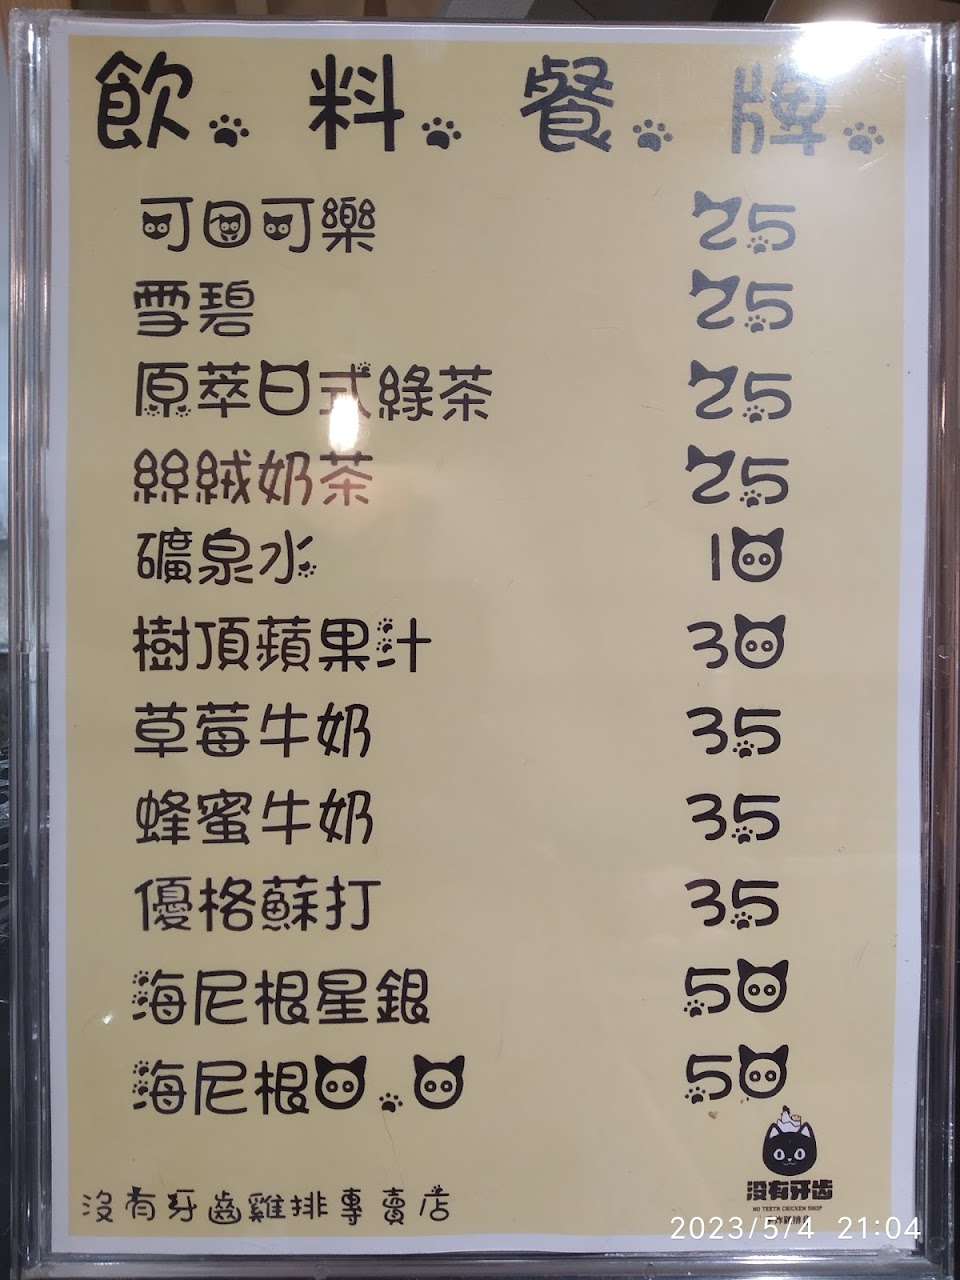 飲料餐牌
可口可樂 25
雪碧 25
原萃日式綠茶 25
絲絨奶茶 25
礦泉水 10
樹頂蘋果汁 30
草莓牛奶 35
蜂蜜牛奶 35
優格蘇打 35
海尼根星銀 50
海尼根0.0 50
沒有牙齒雞排專賣店
沒有牙齒
NO TEETH CHICKEN SHOP
2023/5/4 21:04